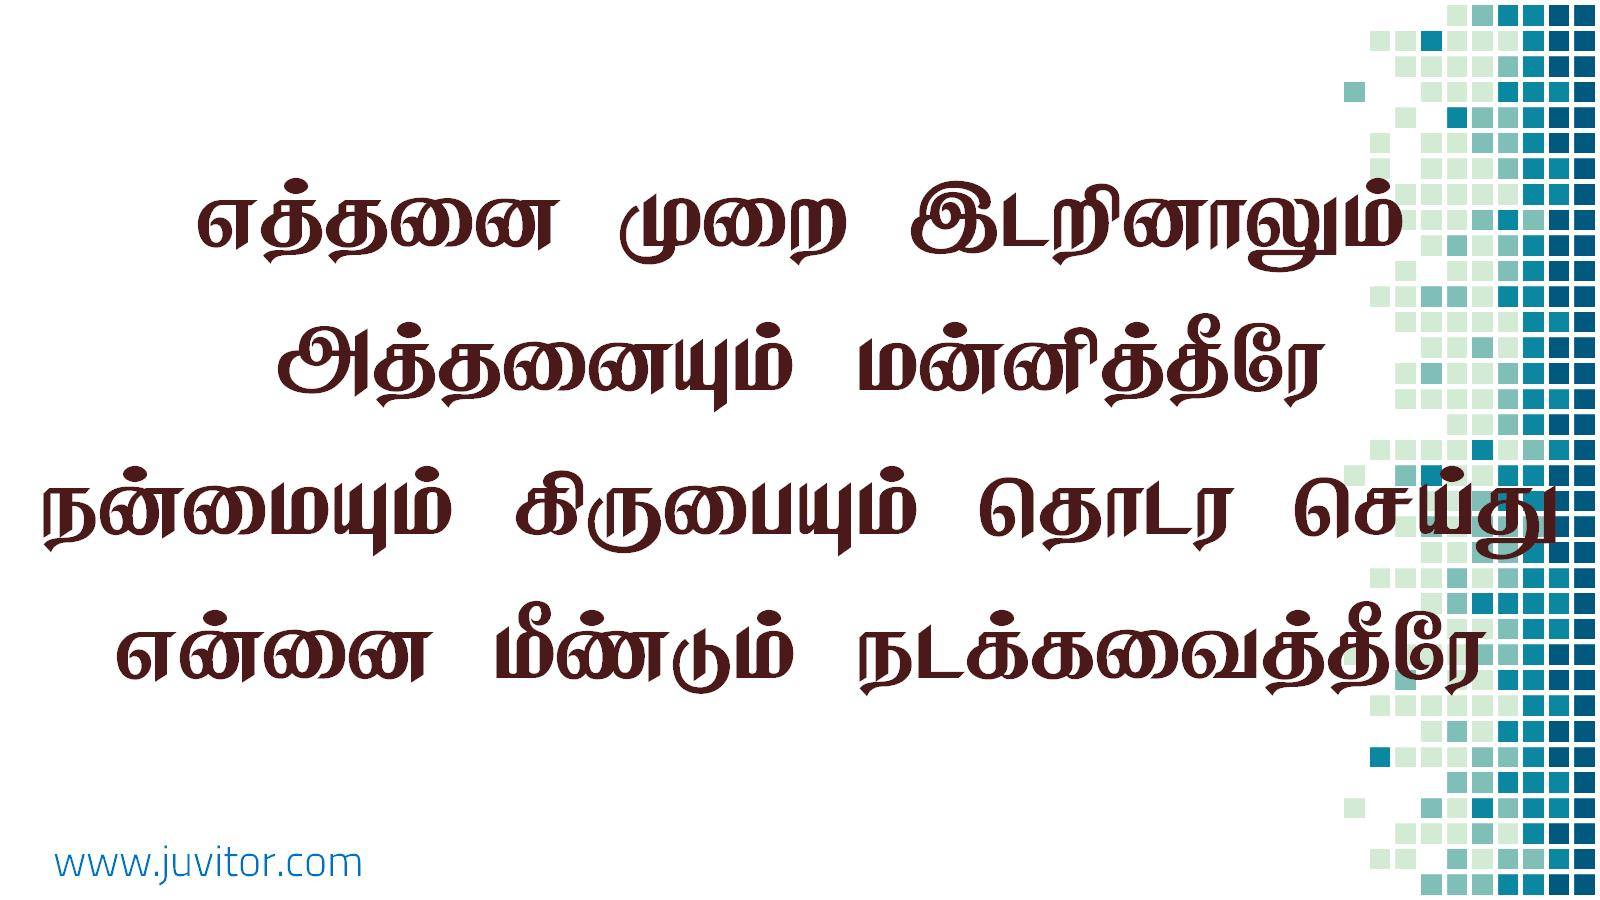 எத்தனை முறை இடறினாலும்
அத்தனையும் மன்னித்தீரே
நன்மையும் கிருபையும் தொடர செய்து
என்னை மீண்டும் நடக்கவைத்தீரே
www.juvitor.com